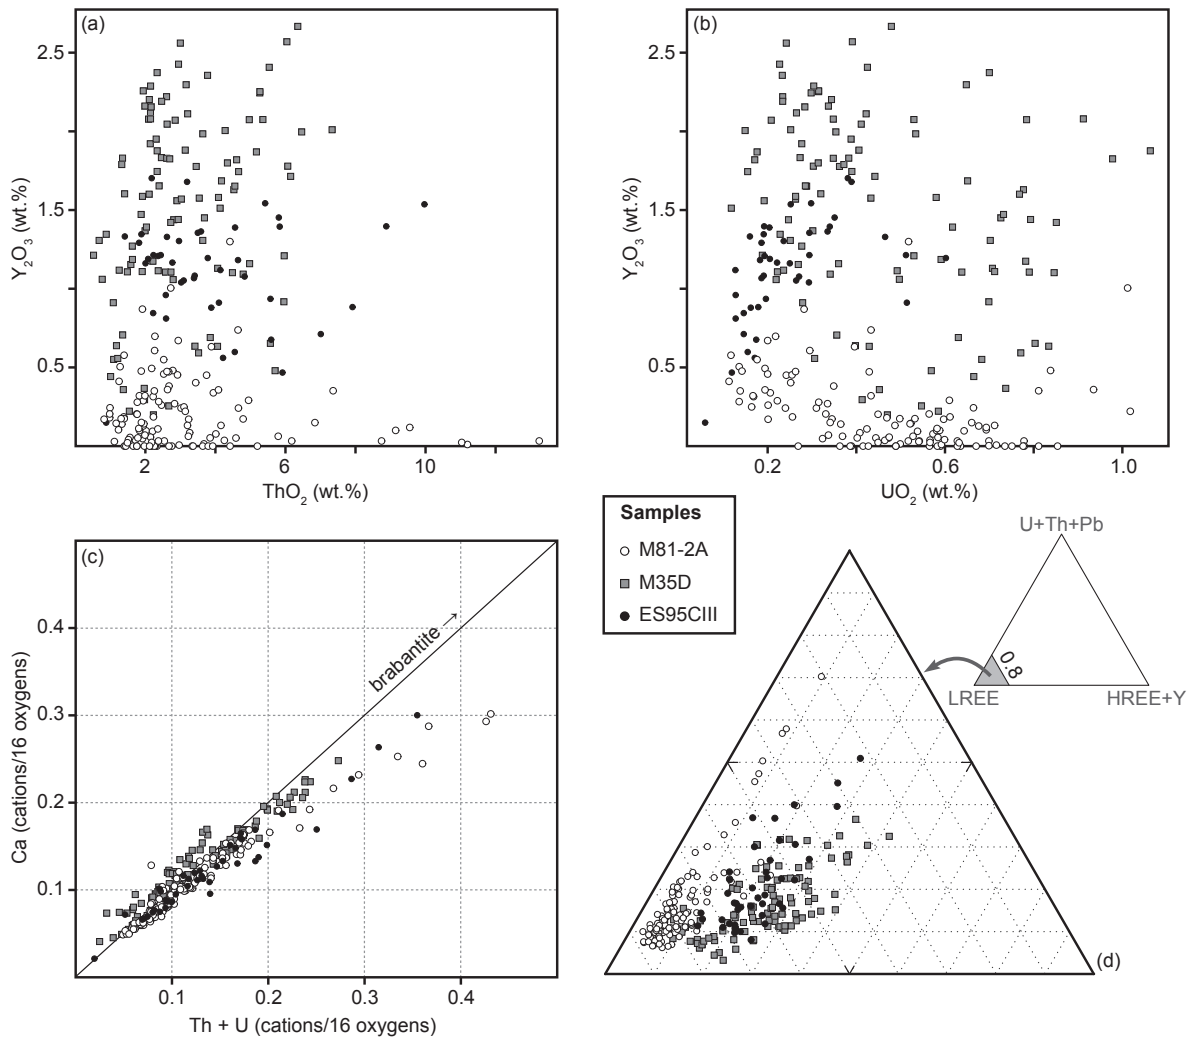 (a)
2.5
1.5
0.5
Y₂O₃ (wt.%)
2
6
10
ThO₂ (wt.%)
(b)
2.5
1.5
0.5
Y₂O₃ (wt.%)
0.2
0.6
1.0
UO₂ (wt.%)
(c)
0.4
0.3
0.2
0.1
Ca (cations/16 oxygens)
brabantite →
0.1
0.2
0.3
0.4
Th + U (cations/16 oxygens)
Samples
M81-2A
M35D
ES95CIII
U+Th+Pb
0.8
LREE
HREE+Y
(d)